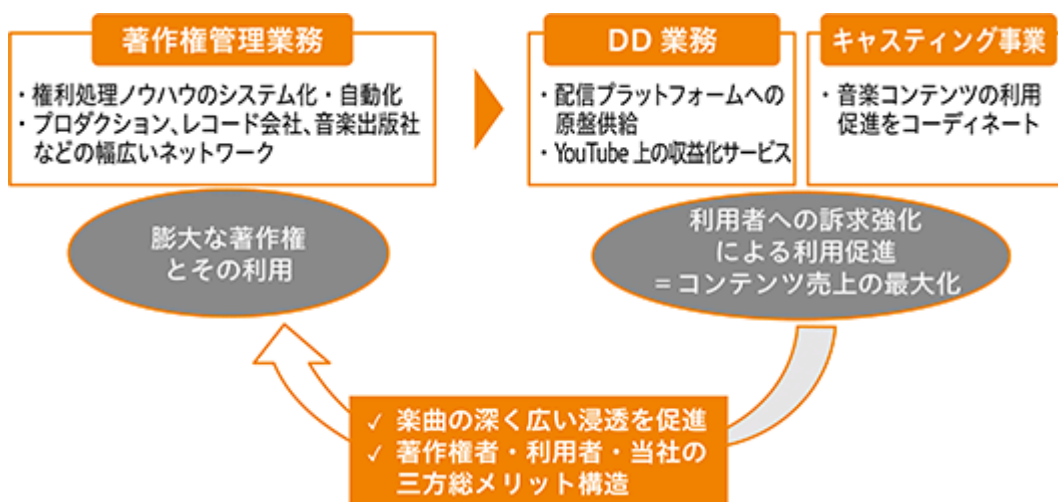 著作権管理業務
・権利処理ノウハウのシステム化・自動化
・プロダクション、レコード会社、音楽出版社
などの幅広いネットワーク
膨大な著作権
とその利用
DD 業務
・配信プラットフォームへの
原盤供給
・YouTube 上の収益化サービス
キャスティング事業
・音楽コンテンツの利用
促進をコーディネート
利用者への訴求強化
による利用促進
=コンテンツ売上の最大化
✓ 楽曲の深く広い浸透を促進
✓ 著作権者・利用者・当社の
三方総メリット構造